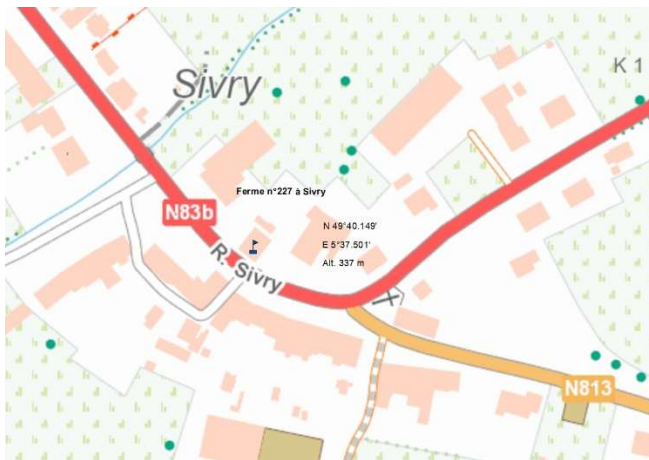 Sivry
K 1
Ferme n°227 à Sivry
N83b
N 49°40.149'
E 5°37.501'
Alt. 337 m
R. Sivry
N813